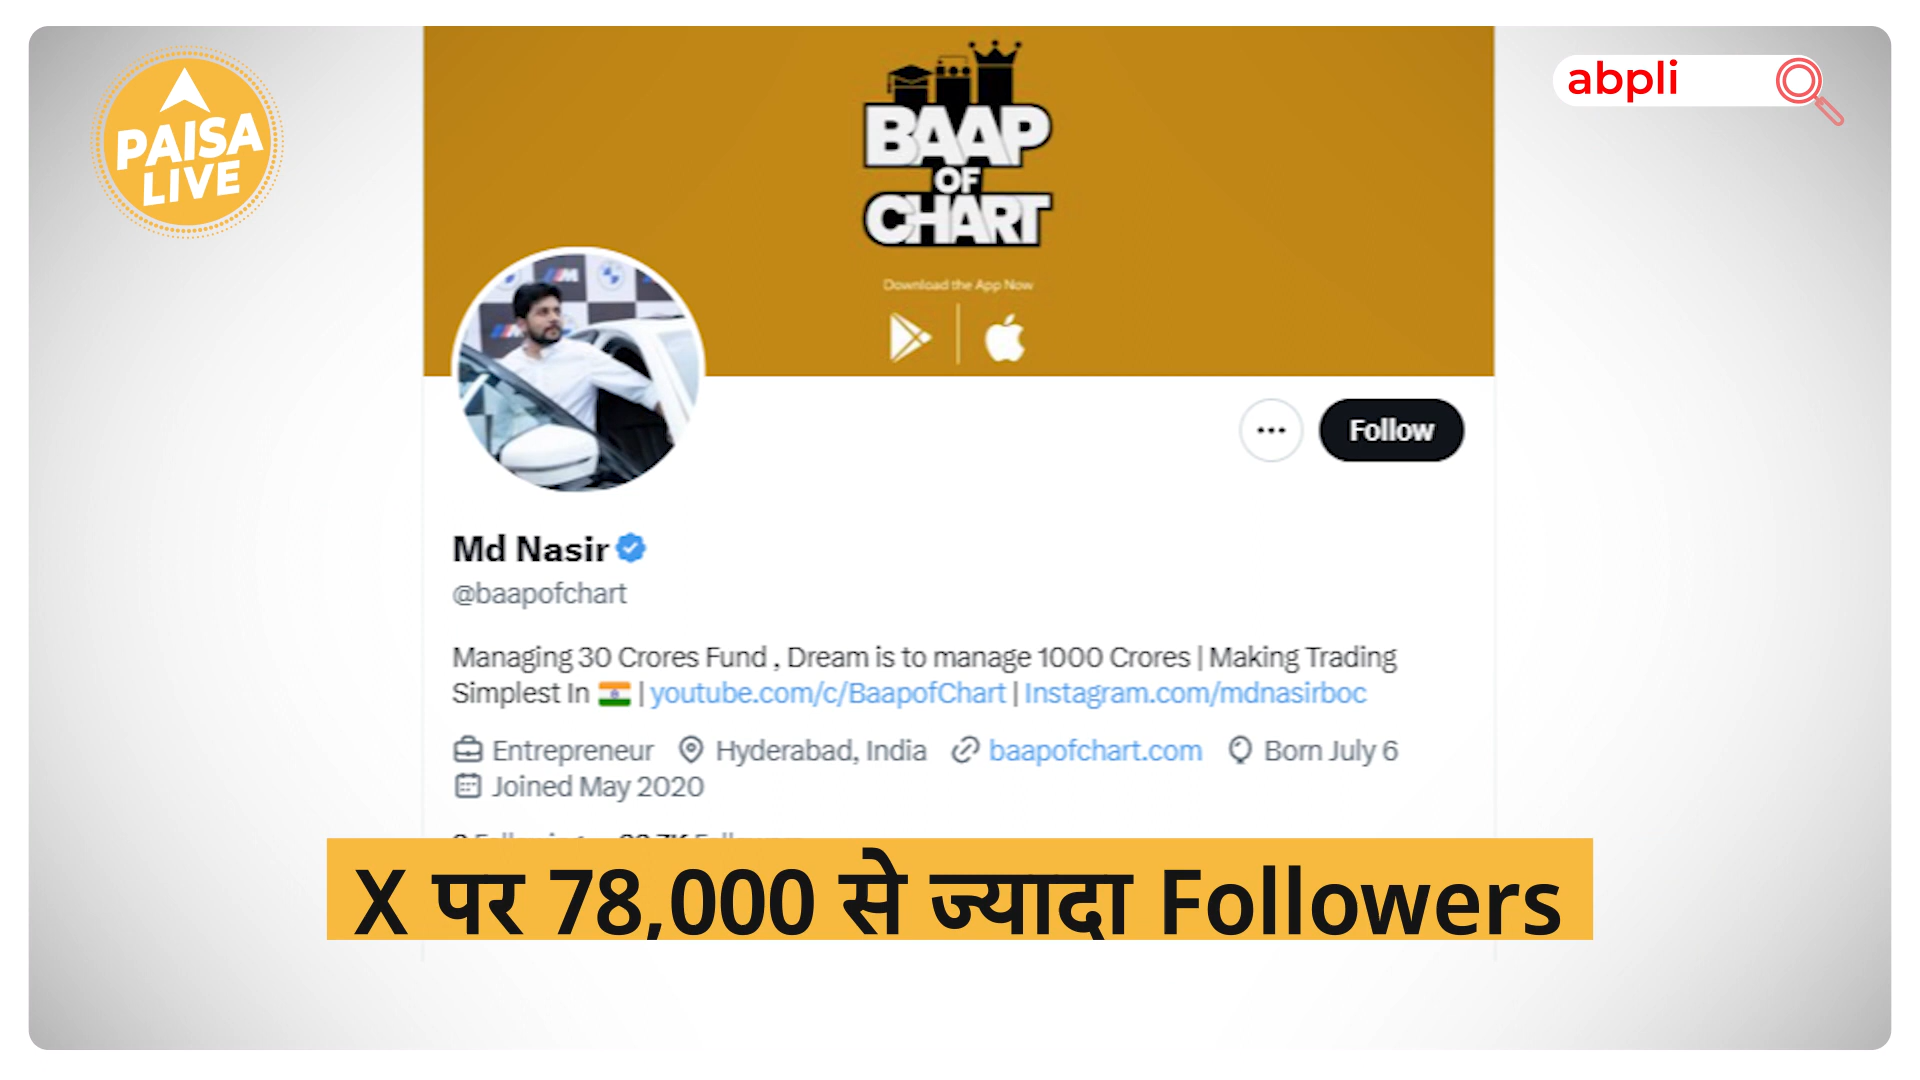 PAISA
LIVE
abpli
BAAP
OF
CHART
Download the App Now
Follow
Md Nasir
@baapofchart
Managing 30 Crores Fund , Dream is to manage 1000 Crores | Making Trading
Simplest In 🇮🇳 | youtube.com/c/BaapofChart | Instagram.com/mdnasirboc
Entrepreneur Hyderabad, India baapofchart.com Born July 6
Joined May 2020
X पर 78,000 से ज्यादा Followers